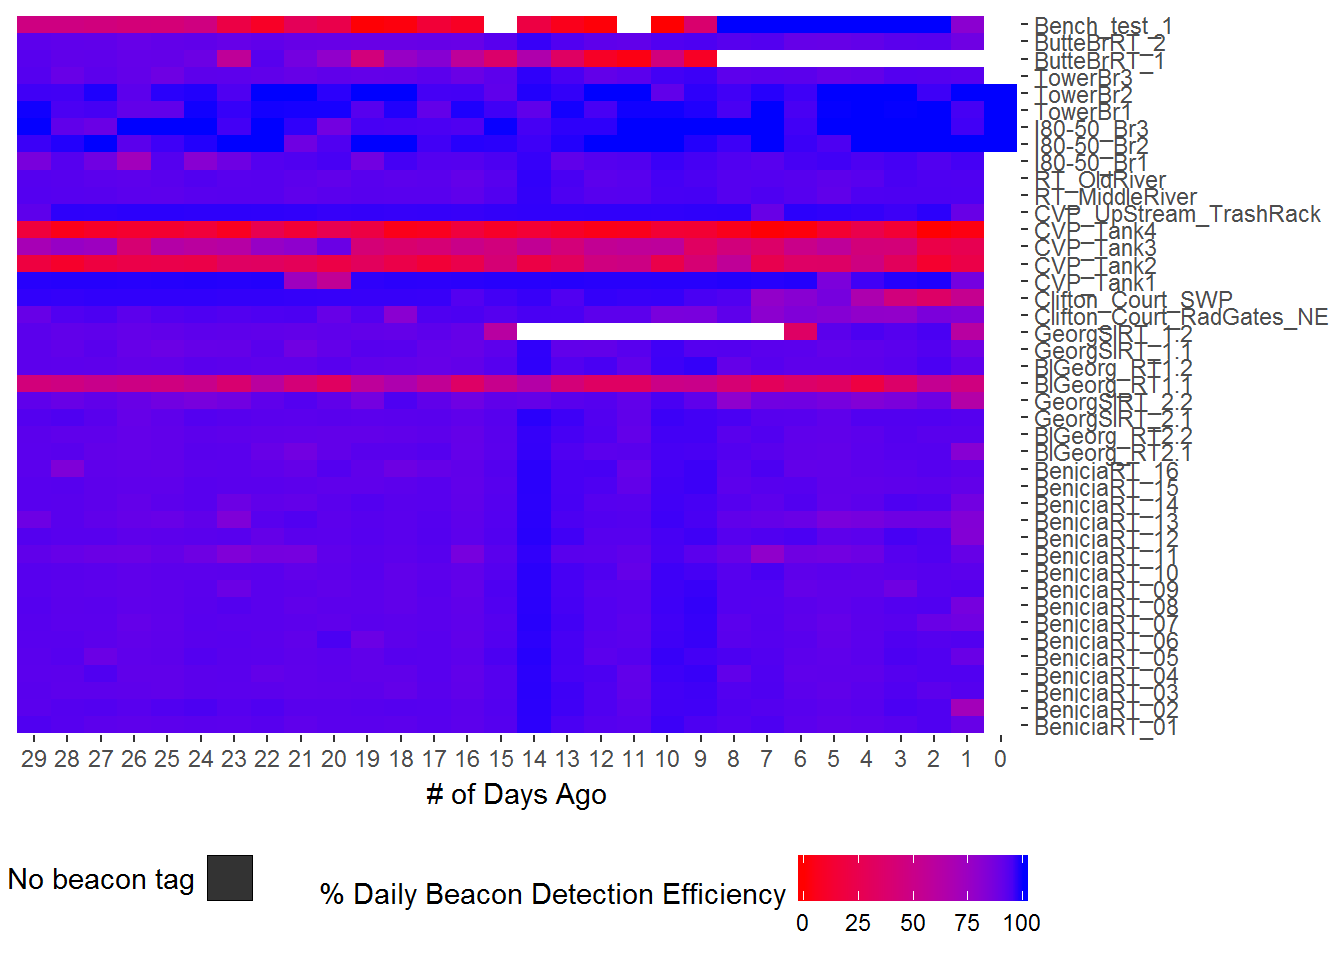 Bench_test_1
ButteBrRT_2
ButteBrRT_1
TowerBr3
TowerBr2
TowerBr1
I80-50_Br3
I80-50_Br2
I80-50_Br1
RT_OldRiver
RT_MiddleRiver
CVP_UpStream_TrashRack
CVP_Tank4
CVP_Tank3
CVP_Tank2
CVP_Tank1
Clifton_Court_SWP
Clifton_Court_RadGates_NE
GeorgSlRT_1.2
GeorgSlRT_1.1
BlGeorg_RT1.2
BlGeorg_RT1.1
GeorgSlRT_2.2
GeorgSlRT_2.1
BlGeorg_RT2.2
BlGeorg_RT2.1
BeniciaRT_16
BeniciaRT_15
BeniciaRT_14
BeniciaRT_13
BeniciaRT_12
BeniciaRT_11
BeniciaRT_10
BeniciaRT_09
BeniciaRT_08
BeniciaRT_07
BeniciaRT_06
BeniciaRT_05
BeniciaRT_04
BeniciaRT_03
BeniciaRT_02
BeniciaRT_01
29 28 27 26 25 24 23 22 21 20 19 18 17 16 15 14 13 12 11 10 9 8 7 6 5 4 3 2 1 0
# of Days Ago
No beacon tag
% Daily Beacon Detection Efficiency
0 25 50 75 100